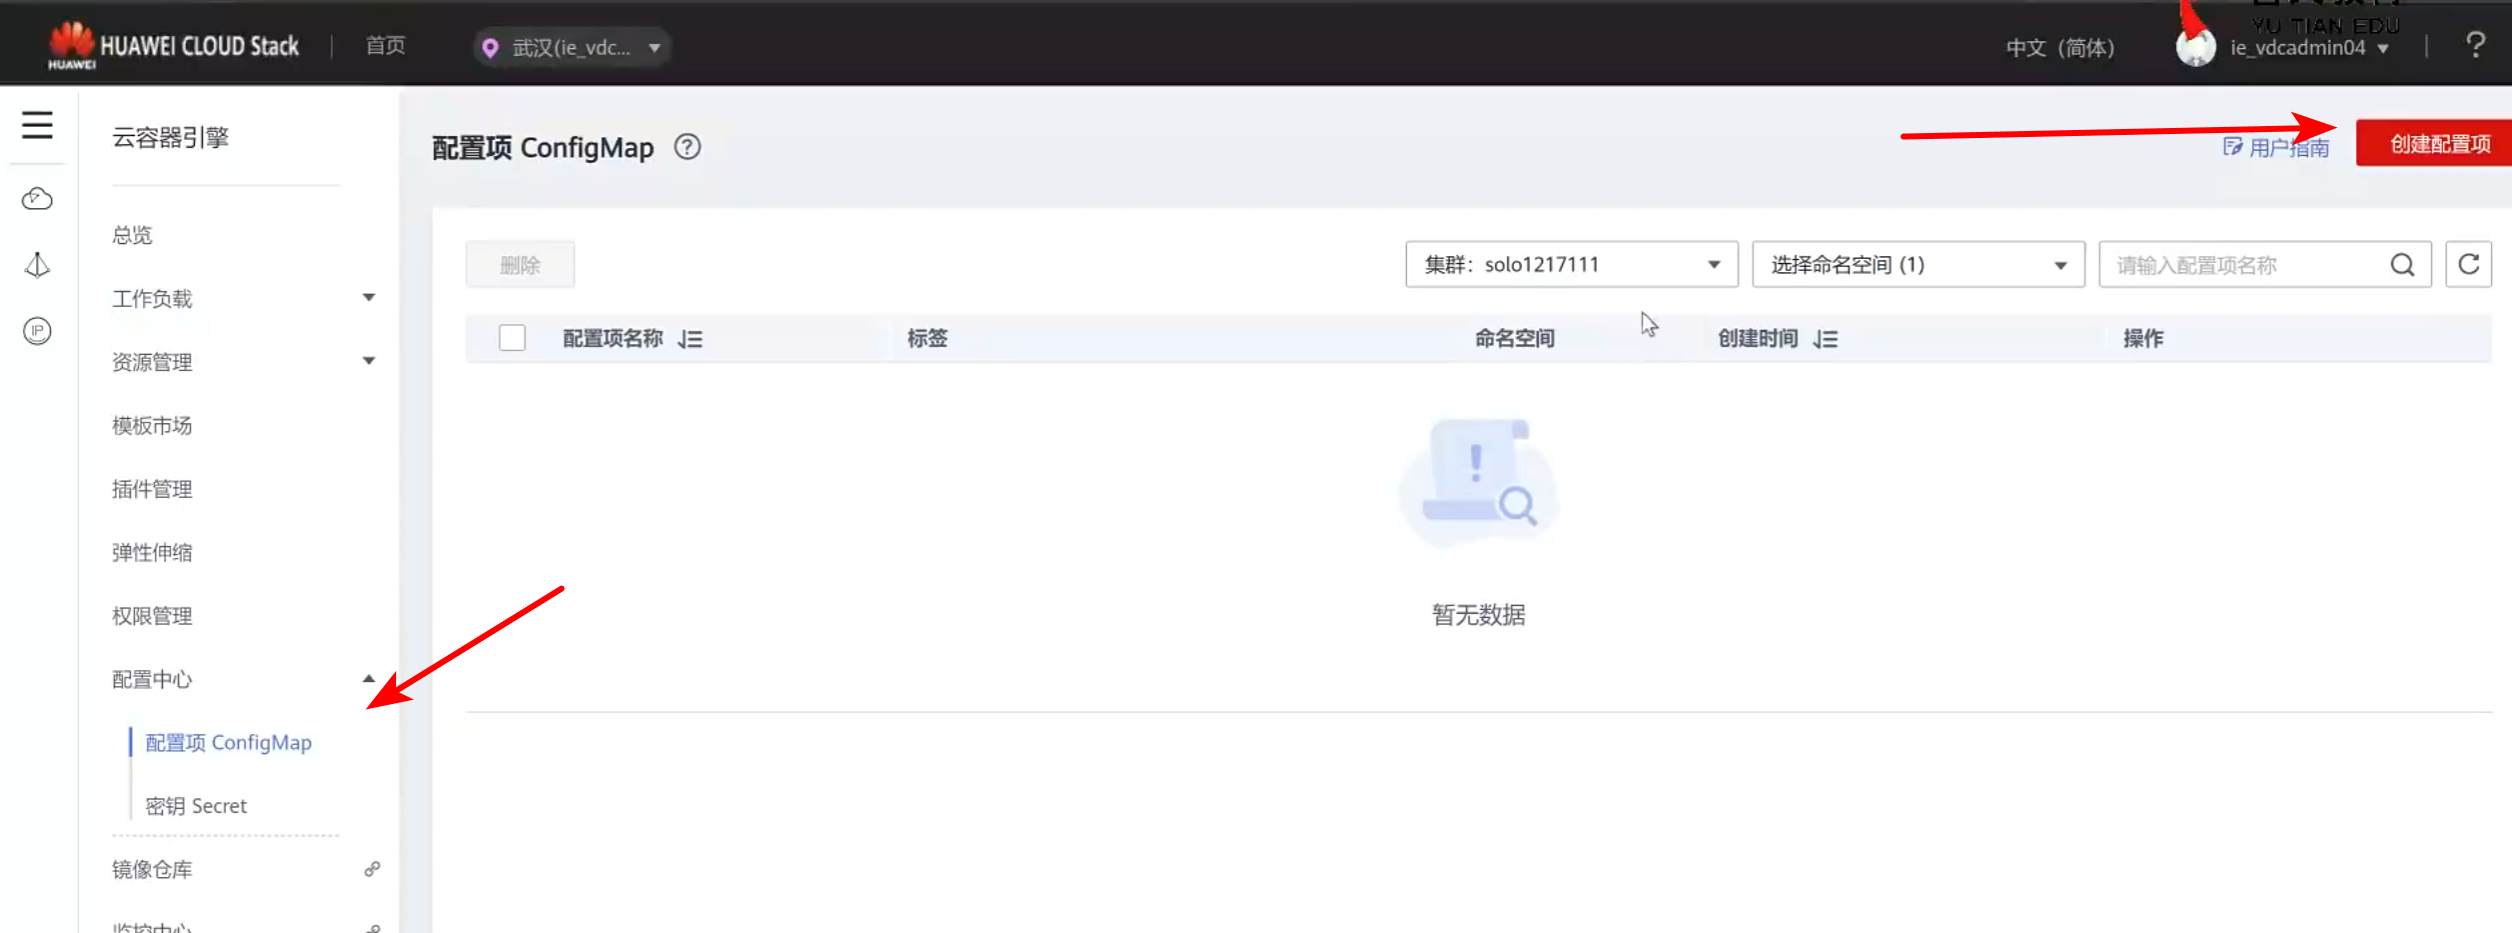 YU TIAN EDU
HUAWEI
HUAWEI CLOUD Stack
首页
武汉(ie_vdc...
中文（简体）
ie_vdcadmin04
?
云容器引擎
总览
工作负载
资源管理
模板市场
插件管理
弹性伸缩
权限管理
配置中心
配置项 ConfigMap
密钥 Secret
镜像仓库
监控中心
配置项 ConfigMap ?
用户指南
创建配置项
删除
集群：solo1217111
选择命名空间 (1)
请输入配置项名称
配置项名称
标签
命名空间
创建时间
操作
暂无数据